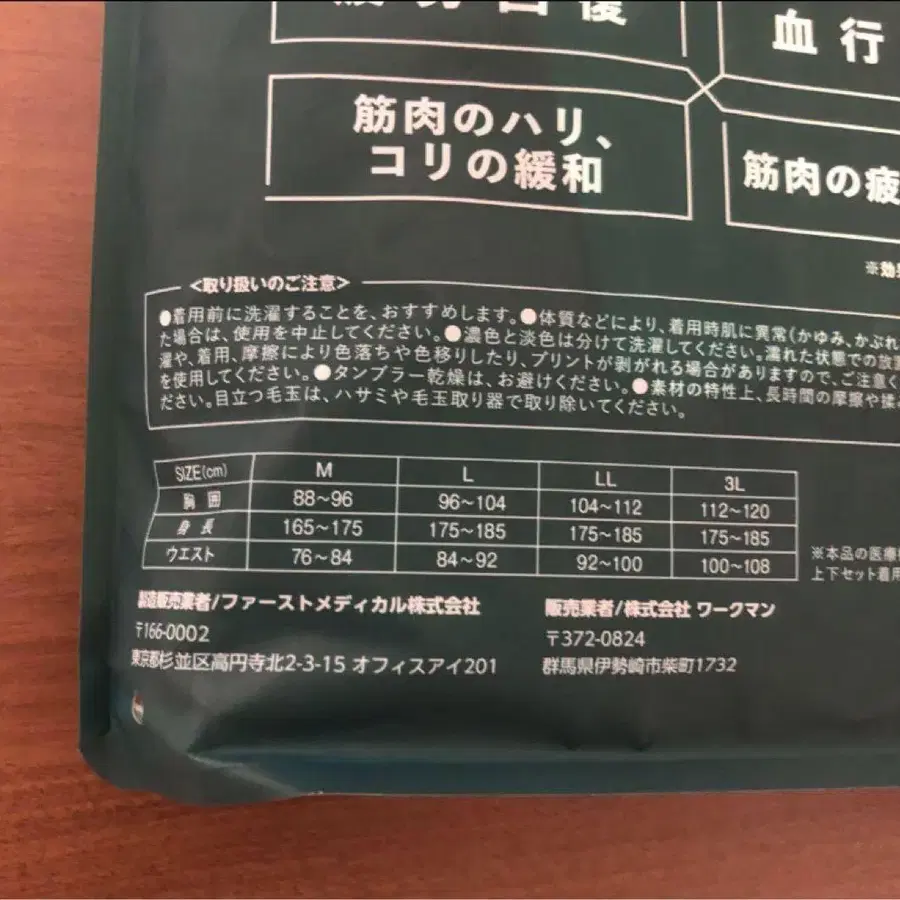 回復
血行
筋肉のハリ、
コリの緩和
筋肉の疲
※効果
<取り扱いのご注意>
●着用前に洗濯することを、おすすめします。●体質などにより、着用時肌に異常(かゆみ、かぶれ
た場合は、使用を中止してください。●濃色と淡色は分けて洗濯してください。濡れた状態での放置
濯や、着用、摩擦により色落ちや色移りしたり、プリントが剥がれる場合がありますので、ご注意く
を使用してください。●タンブラー乾燥は、お避けください。●素材の特性上、長時間の摩擦や揉み
ださい。目立つ毛玉は、ハサミや毛玉取り器で取り除いてください。
SIZE(cm) M L LL 3L
胸囲 88～96 96～104 104～112 112～120
身長 165～175 175～185 175～185 175～185
ウエスト 76～84 84～92 92～100 100～108
※本品の医療
上下セット着用
製造販売業者/ファーストメディカル株式会社
〒166-0002
東京都杉並区高円寺北2-3-15 オフィスアイ201
販売業者/株式会社 ワークマン
〒372-0824
群馬県伊勢崎市柴町1732